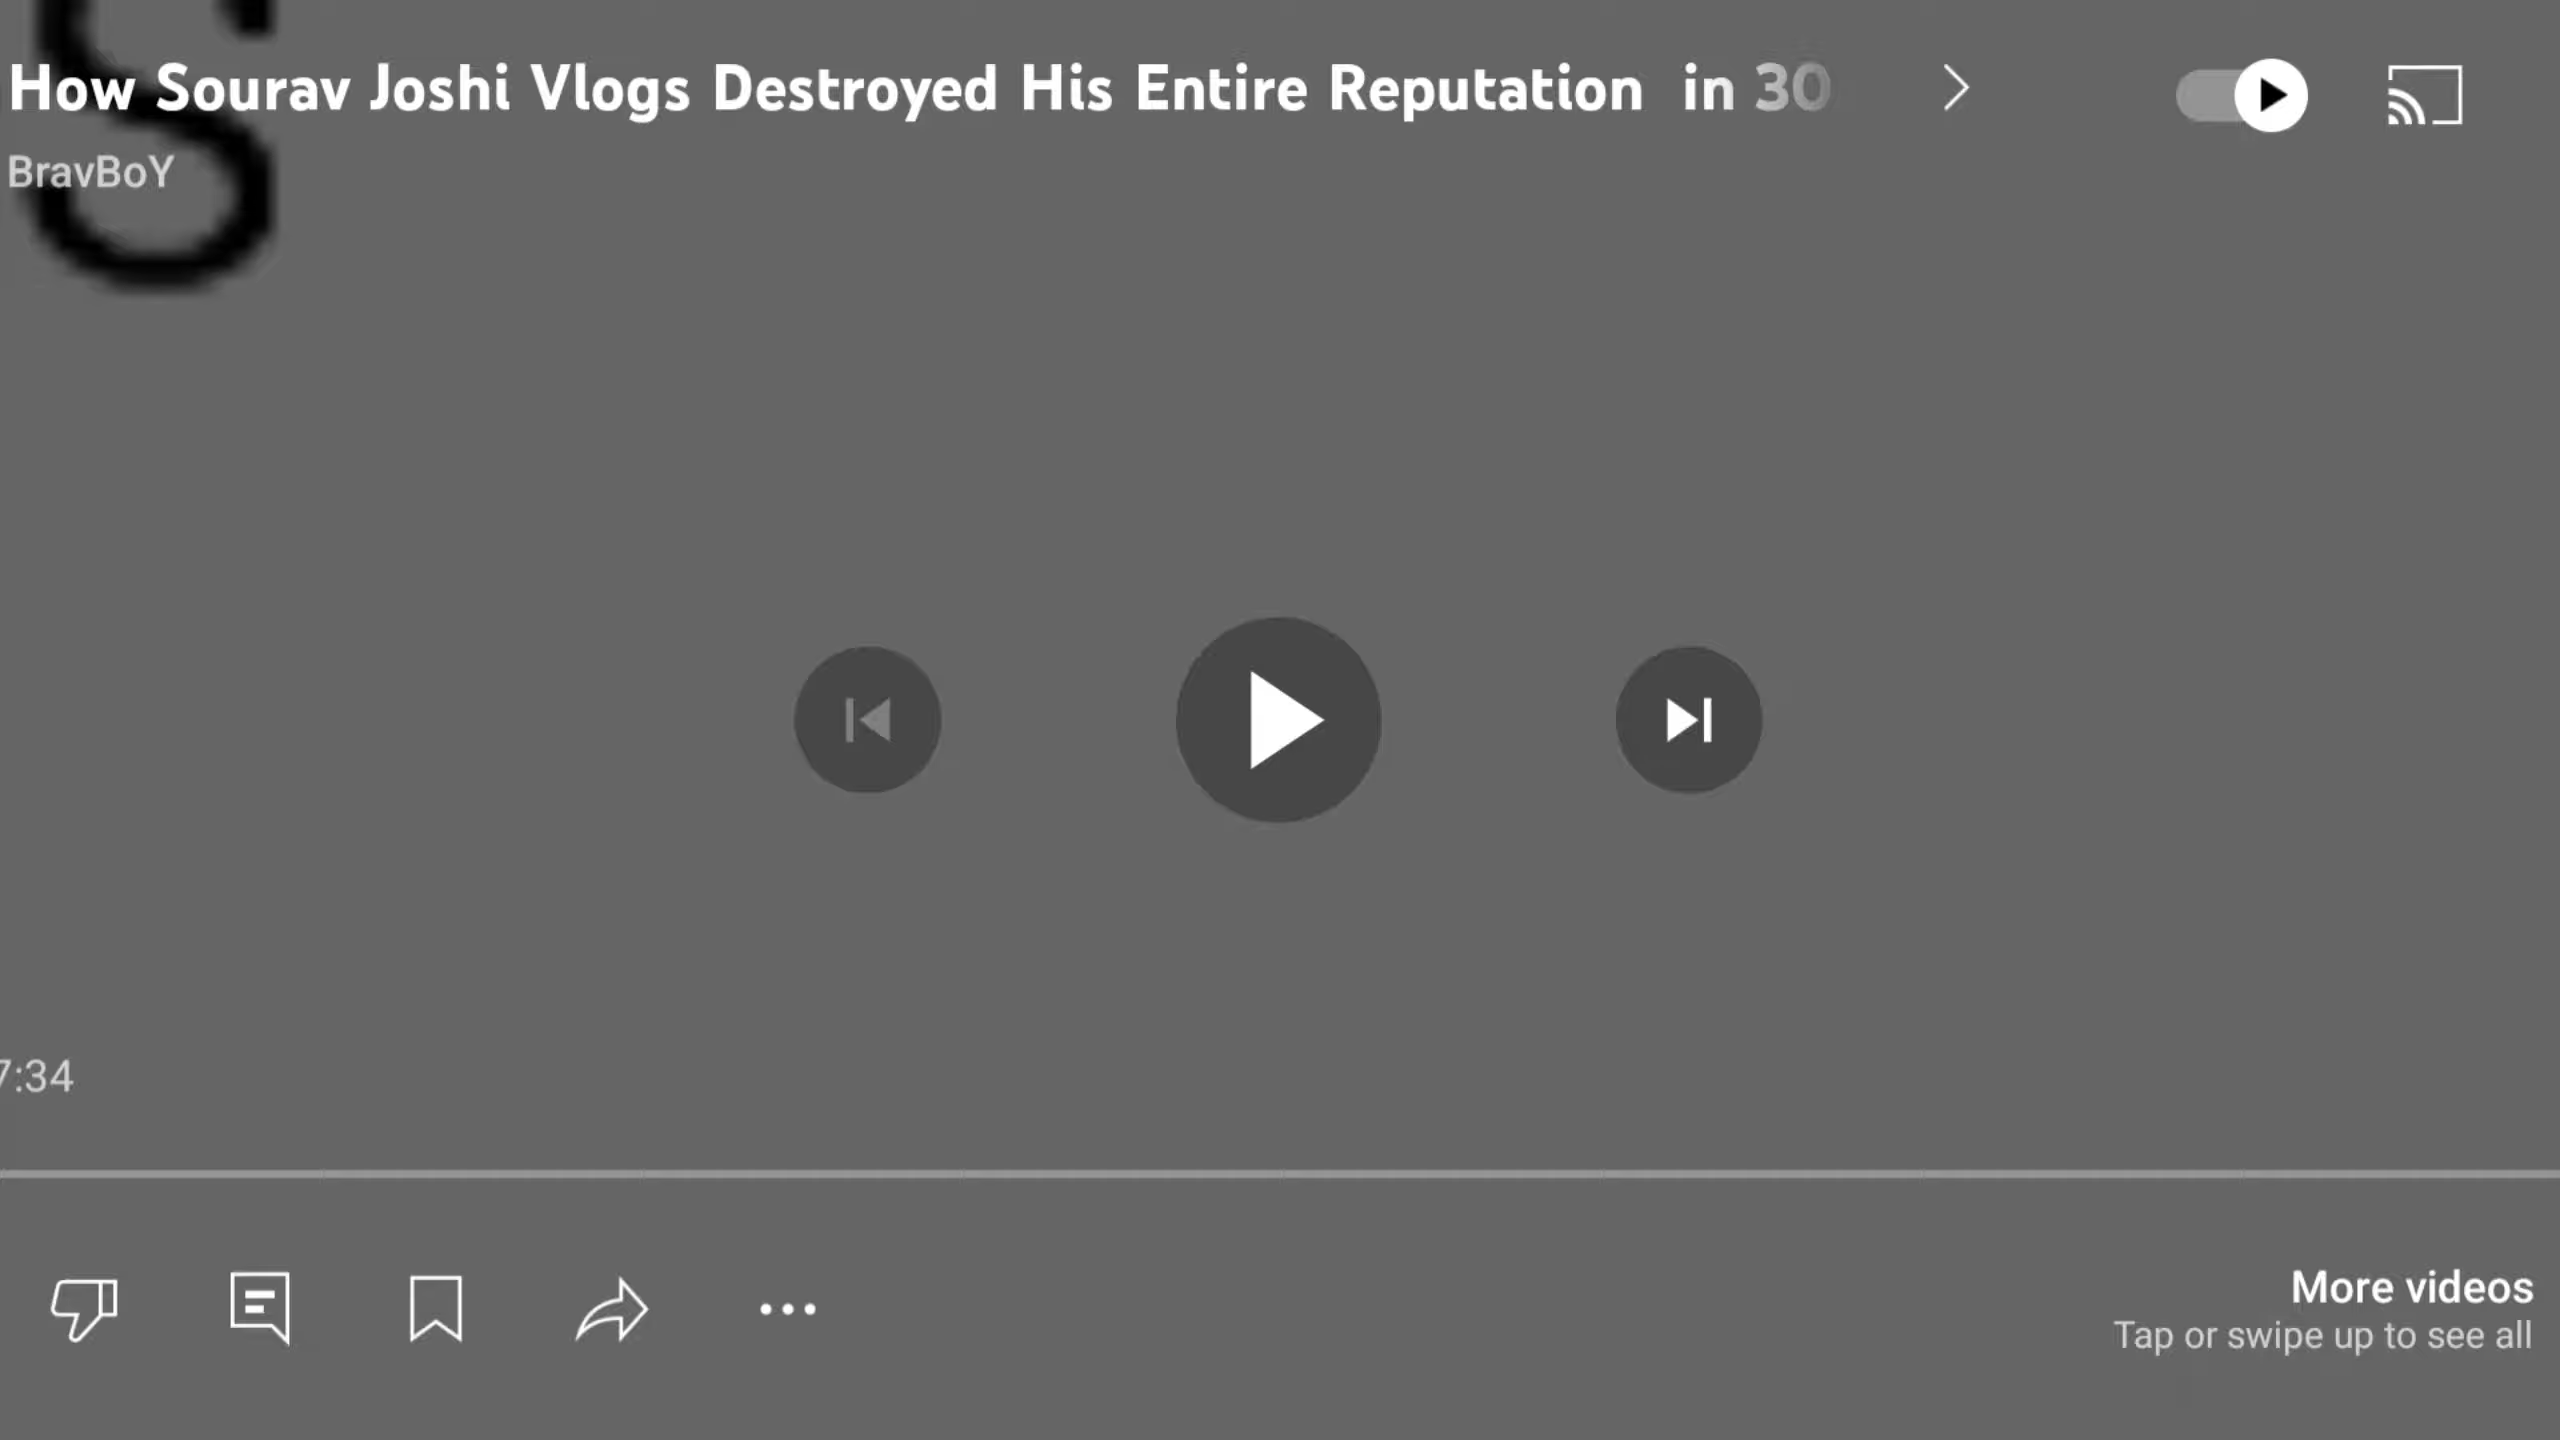 How Sourav Joshi Vlogs Destroyed His Entire Reputation in 30
BravBoY
7:34
More videos
Tap or swipe up to see all